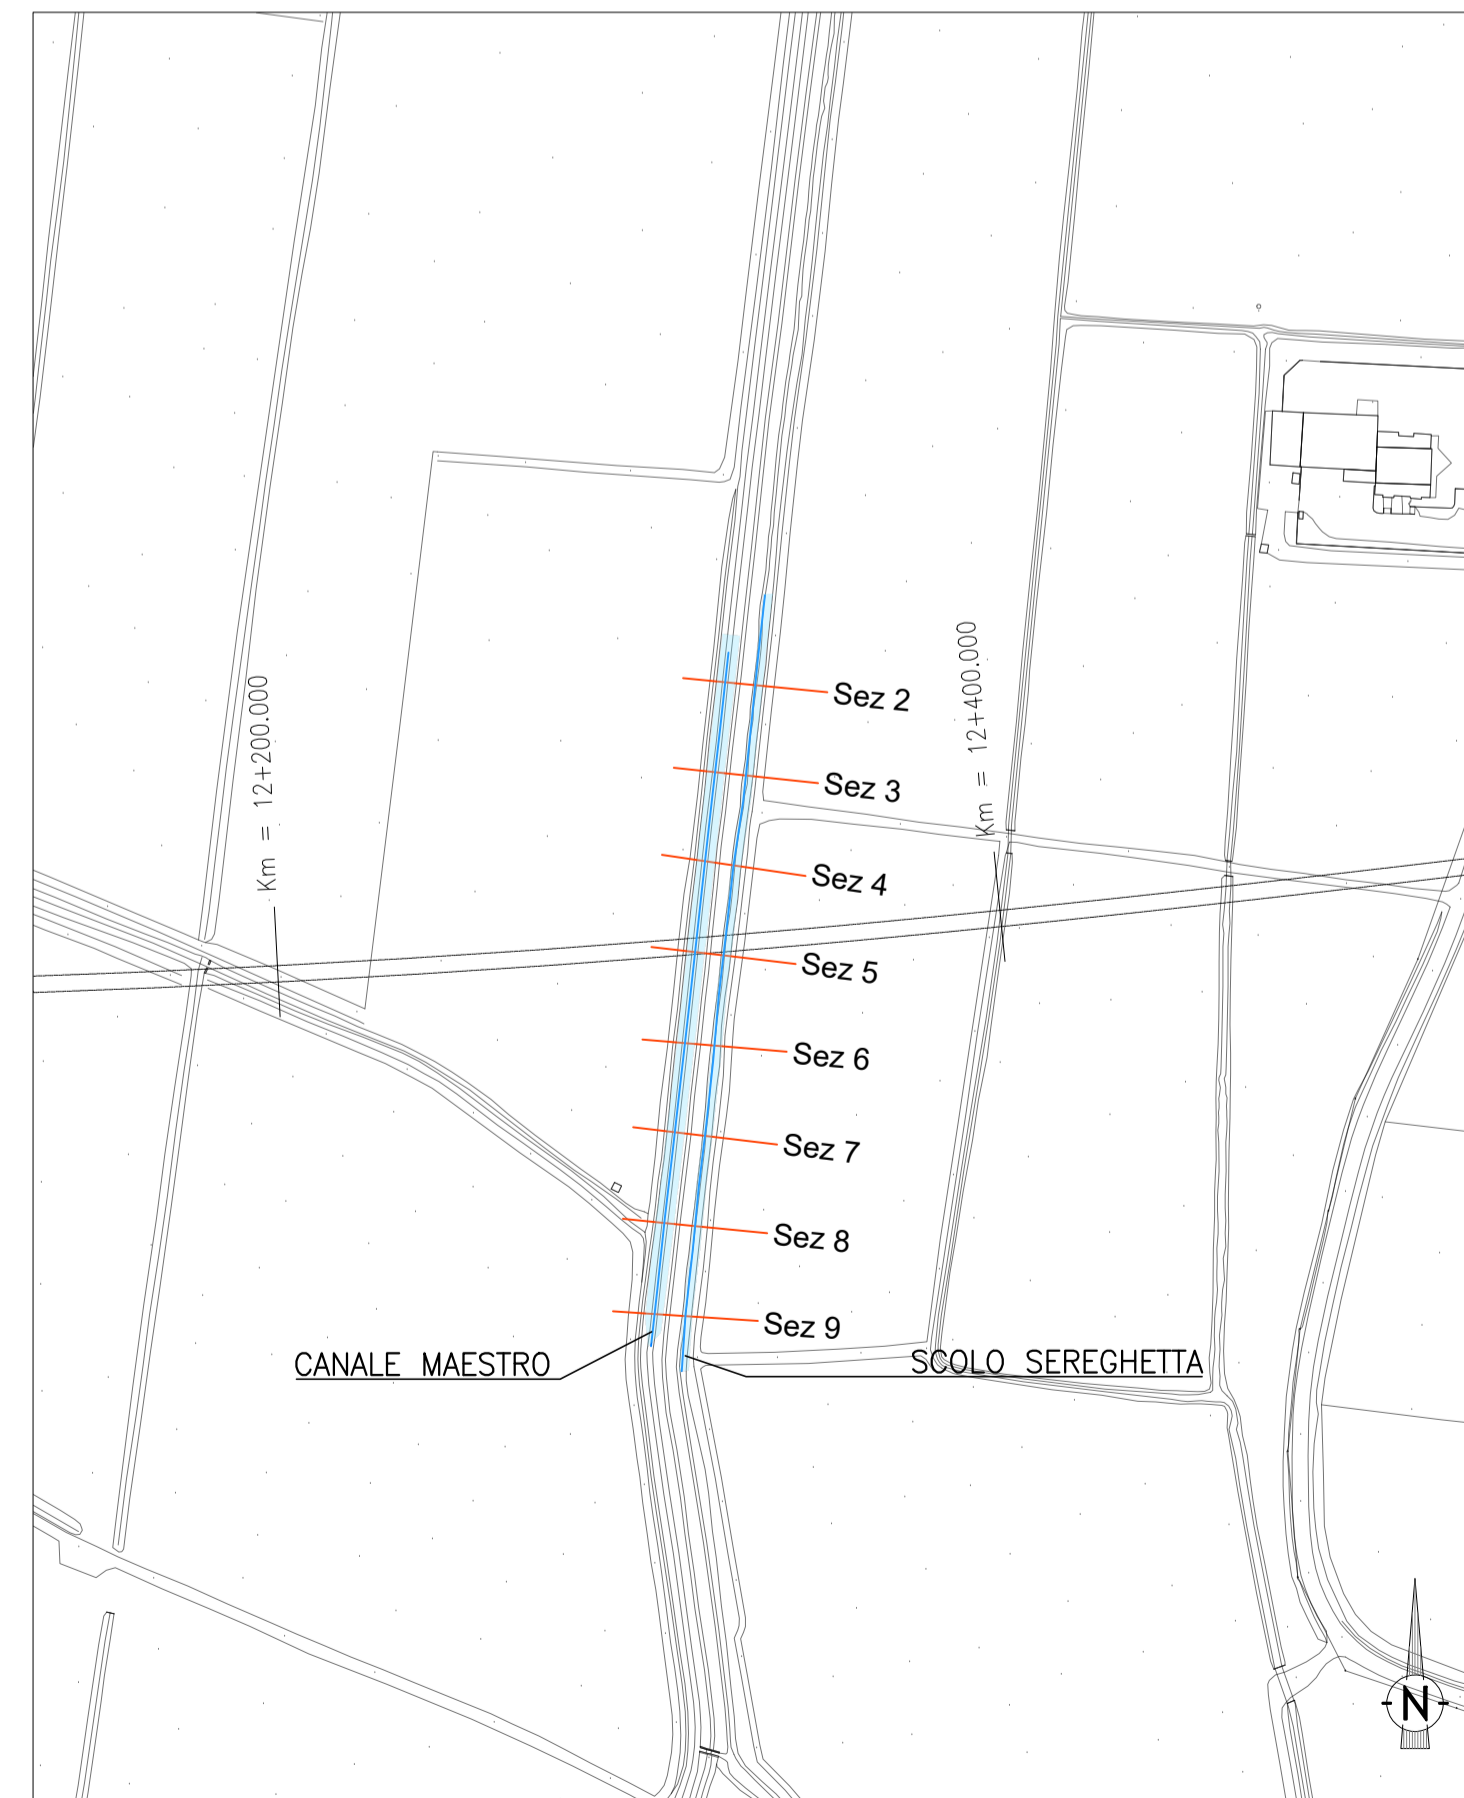 Km = 12+200.000
Km = 12+400.000
Sez 2
Sez 3
Sez 4
Sez 5
Sez 6
Sez 7
Sez 8
Sez 9
CANALE MAESTRO
SCOLO SEREGHETTA
N